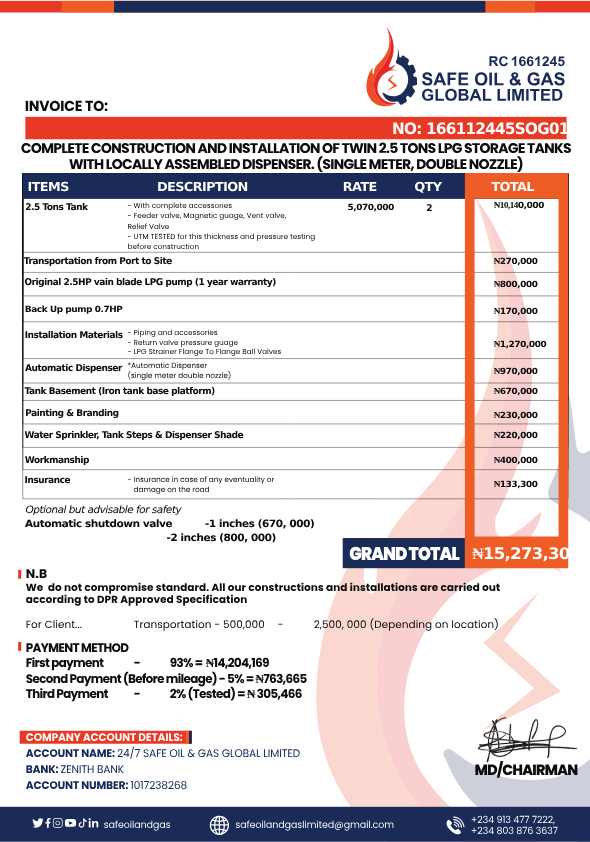 RC 1661245
SAFE OIL & GAS
GLOBAL LIMITED
INVOICE TO:
NO: 166112445SOG01
COMPLETE CONSTRUCTION AND INSTALLATION OF TWIN 2.5 TONS LPG STORAGE TANKS
WITH LOCALLY ASSEMBLED DISPENSER. (SINGLE METER, DOUBLE NOZZLE)
ITEMS DESCRIPTION RATE QTY TOTAL
2.5 Tons Tank - With complete accessories 5,070,000 2 ₦10,140,000
- Feeder valve, Magnetic guage, Vent valve,
Relief Valve
- UTM TESTED for this thickness and pressure testing
before construction
Transportation from Port to Site ₦270,000
Original 2.5HP vain blade LPG pump (1 year warranty) ₦800,000
Back Up pump 0.7HP ₦170,000
Installation Materials - Piping and accessories
- Return valve pressure guage ₦1,270,000
- LPG Strainer Flange To Flange Ball Valves
Automatic Dispenser *Automatic Dispenser ₦970,000
(single meter double nozzle)
Tank Basement (Iron tank base platform) ₦670,000
Painting & Branding ₦230,000
Water Sprinkler, Tank Steps & Dispenser Shade ₦220,000
Workmanship ₦400,000
Insurance - Insurance in case of any eventuality or ₦133,300
damage on the road
Optional but advisable for safety
Automatic shutdown valve -1 inches (670, 000)
-2 inches (800, 000)
GRAND TOTAL ₦15,273,30
N.B
We do not compromise standard. All our constructions and installations are carried out
according to DPR Approved Specification
For Client... Transportation - 500,000 - 2,500, 000 (Depending on location)
PAYMENT METHOD
First payment - 93% = ₦14,204,169
Second Payment (Before mileage) - 5% = ₦763,665
Third Payment - 2% (Tested) = ₦ 305,466
COMPANY ACCOUNT DETAILS:
ACCOUNT NAME: 24/7 SAFE OIL & GAS GLOBAL LIMITED
BANK: ZENITH BANK
ACCOUNT NUMBER: 1017238268
MD/CHAIRMAN
safeoilandgas
safeoilandgaslimited@gmail.com
+234 913 477 7222,
+234 803 876 3637